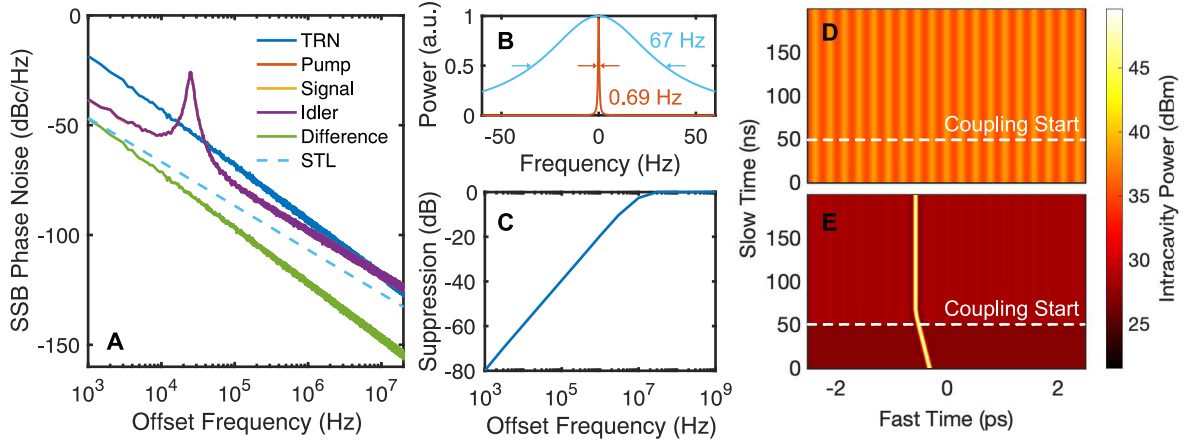 SSB Phase Noise (dBc/Hz)
0
-50
-100
-150
TRN
Pump
Signal
Idler
Difference
STL
A
10³
10⁴
10⁵
10⁶
10⁷
Offset Frequency (Hz)
Power (a.u.)
1
0.5
0
B
67 Hz
0.69 Hz
-50
0
50
Frequency (Hz)
Suppression (dB)
0
-20
-40
-60
-80
C
10³
10⁵
10⁷
10⁹
Offset Frequency (Hz)
Slow Time (ns)
150
100
50
0
D
Coupling Start
150
100
50
0
E
Coupling Start
-2
0
2
Fast Time (ps)
45
40
35
30
25
Intracavity Power (dBm)